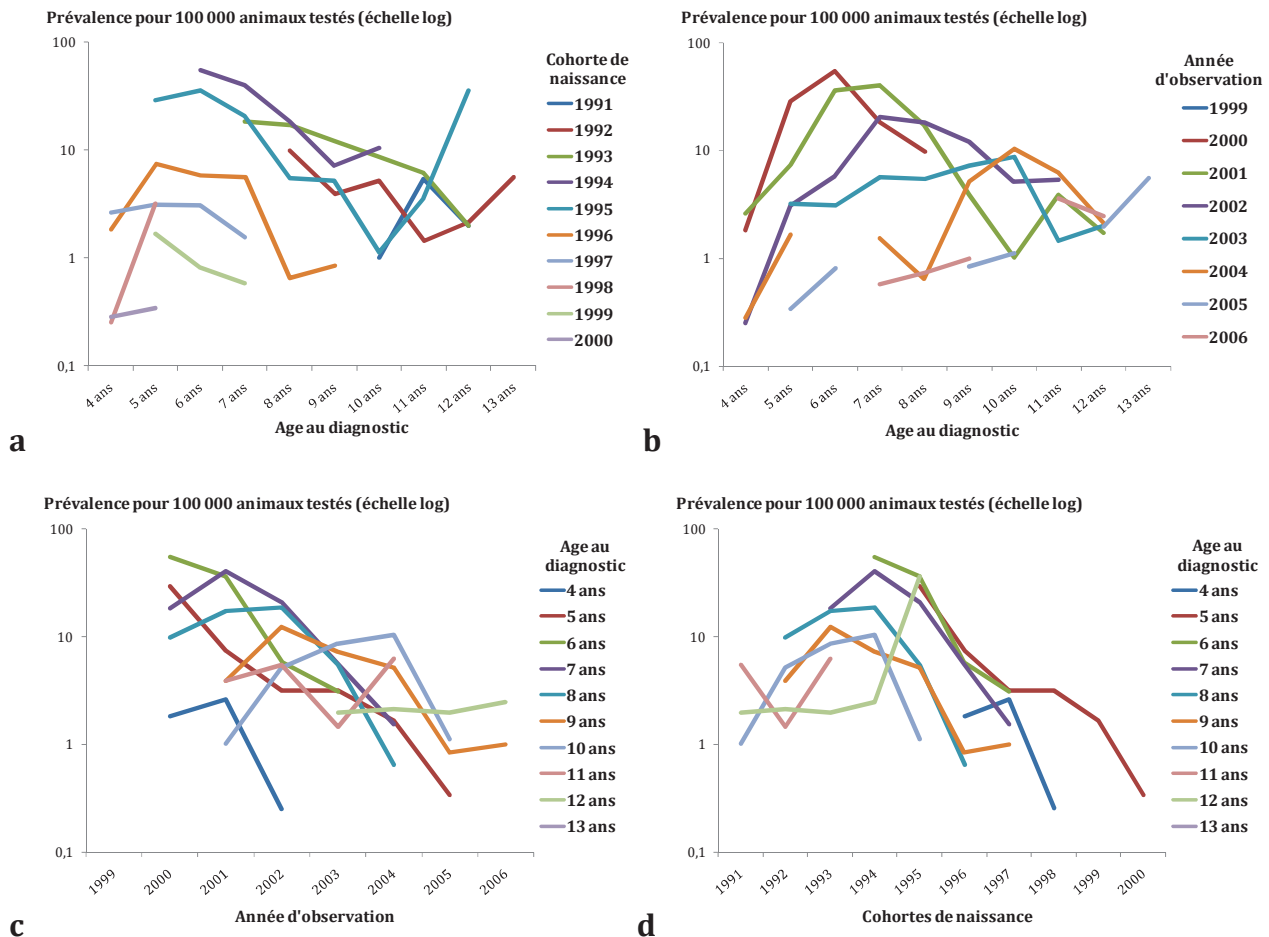 Prévalence pour 100 000 animaux testés (échelle log)
100
10
1
0,1
4 ans
5 ans
6 ans
7 ans
8 ans
9 ans
10 ans
11 ans
12 ans
13 ans
Age au diagnostic
Cohorte de
naissance
1991
1992
1993
1994
1995
1996
1997
1998
1999
2000
a
Prévalence pour 100 000 animaux testés (échelle log)
100
10
1
0,1
4 ans
5 ans
6 ans
7 ans
8 ans
9 ans
10 ans
11 ans
12 ans
13 ans
Age au diagnostic
Année
d'observation
1999
2000
2001
2002
2003
2004
2005
2006
b
Prévalence pour 100 000 animaux testés (échelle log)
100
10
1
0,1
1999
2000
2001
2002
2003
2004
2005
2006
Année d'observation
Age au
diagnostic
4 ans
5 ans
6 ans
7 ans
8 ans
9 ans
10 ans
11 ans
12 ans
13 ans
c
Prévalence pour 100 000 animaux testés (échelle log)
100
10
1
0,1
1991
1992
1993
1994
1995
1996
1997
1998
1999
2000
Cohortes de naissance
Age au
diagnostic
4 ans
5 ans
6 ans
7 ans
8 ans
9 ans
10 ans
11 ans
12 ans
13 ans
d